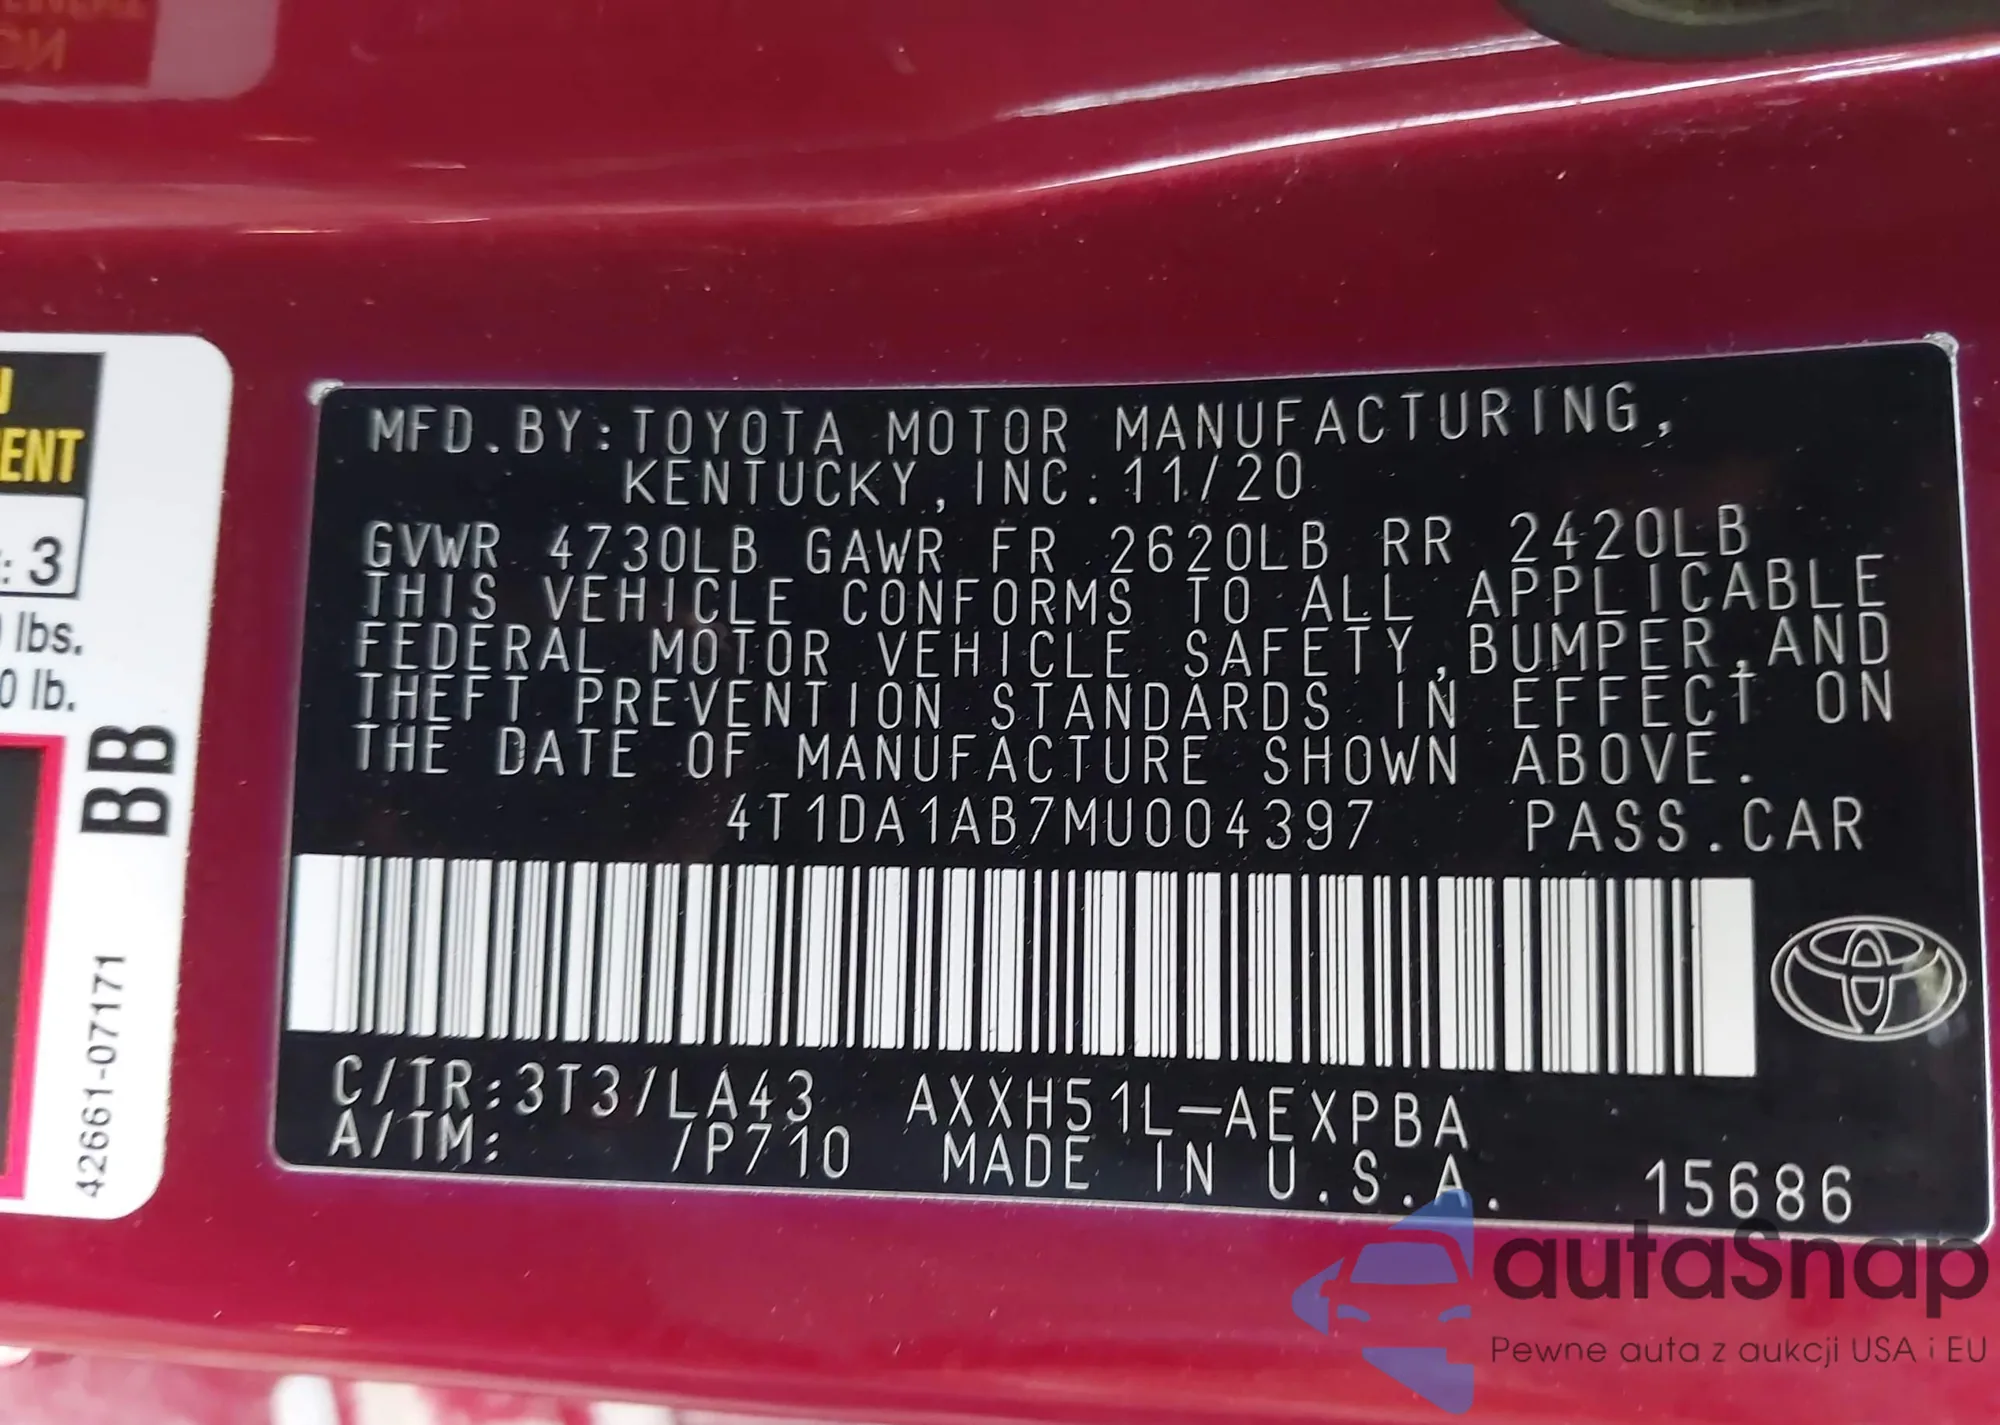 ENT
: 3
lbs.
0 lb.
BB
42661-07171
MFD.BY:TOYOTA MOTOR MANUFACTURING,
KENTUCKY,INC. 11/20
GVWR 4730LB GAWR FR 2620LB RR 2420LB
THIS VEHICLE CONFORMS TO ALL APPLICABLE
FEDERAL MOTOR VEHICLE SAFETY,BUMPER,AND
THEFT PREVENTION STANDARDS IN EFFECT ON
THE DATE OF MANUFACTURE SHOWN ABOVE.
4T1DA1AB7MU004397 PASS.CAR
C/TR:3T3/LA43 AXXH51L-AEXPBA
A/TM: /P710 MADE IN U.S.A. 15686
autaSnap
Pewne auta z aukcji USA i EU